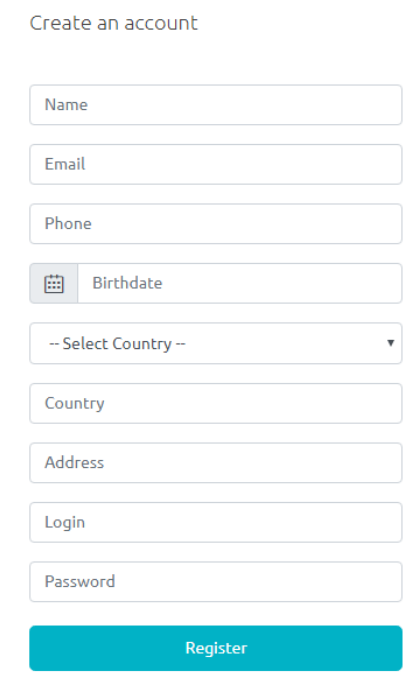 Create an account
Name
Email
Phone
Birthdate
-- Select Country --
Country
Address
Login
Password
Register